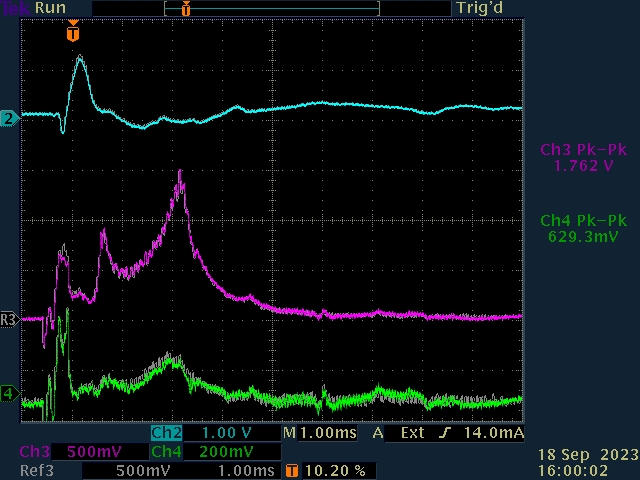 Tek Run Trig'd
T
T
2
Ch3 Pk-Pk
1.762 V
Ch4 Pk-Pk
629.3mV
R3
4
Ch2 1.00 V M 1.00ms A Ext 14.0mA
Ch3 500mV Ch4 200mV
Ref3 500mV 1.00ms T 10.20 %
18 Sep 2023
16:00:02